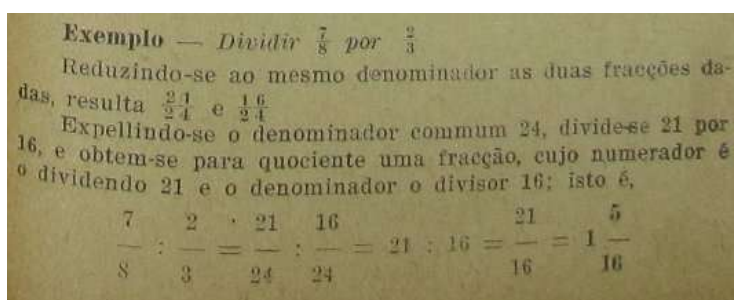 Exemplo — Dividir 7/8 por 2/3
Reduzindo-se ao mesmo denominador as duas fracções da-
das, resulta 21/24 e 16/24
Expellindo-se o denominador commum 24, divide-se 21 por
16, e obtem-se para quociente uma fracção, cujo numerador é
o dividendo 21 e o denominador o divisor 16; isto é,
7/8 : 2/3 = 21/24 : 16/24 = 21 : 16 = 21/16 = 1 5/16